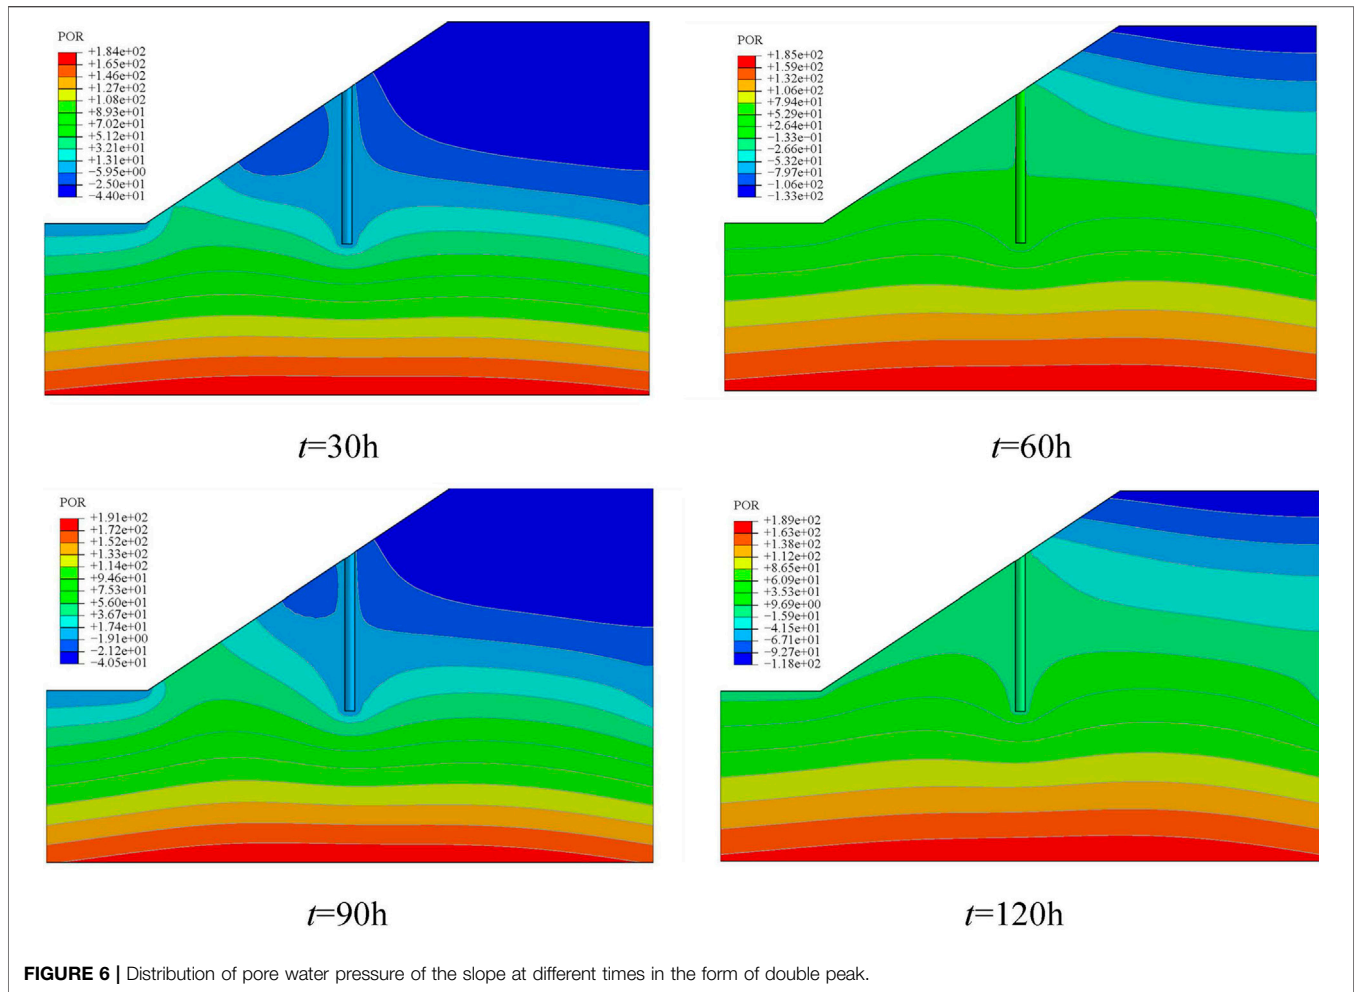 POR
+1.84e+02
+1.65e+02
+1.46e+02
+1.27e+02
+1.08e+02
+8.93e+01
+7.02e+01
+5.12e+01
+3.21e+01
+1.31e+01
−5.95e+00
−2.50e+01
−4.40e+01
t=30h
POR
+1.85e+02
+1.59e+02
+1.32e+02
+1.06e+02
+7.94e+01
+5.29e+01
+2.64e+01
−1.33e−01
−2.66e+01
−5.32e+01
−7.97e+01
−1.06e+02
−1.33e+02
t=60h
POR
+1.91e+02
+1.72e+02
+1.52e+02
+1.33e+02
+1.14e+02
+9.46e+01
+7.53e+01
+5.60e+01
+3.67e+01
+1.74e+01
−1.91e+00
−2.12e+01
−4.05e+01
t=90h
POR
+1.89e+02
+1.63e+02
+1.38e+02
+1.12e+02
+8.65e+01
+6.09e+01
+3.53e+01
+9.69e+00
−1.59e+01
−4.15e+01
−6.71e+01
−9.27e+01
−1.18e+02
t=120h
FIGURE 6 | Distribution of pore water pressure of the slope at different times in the form of double peak.